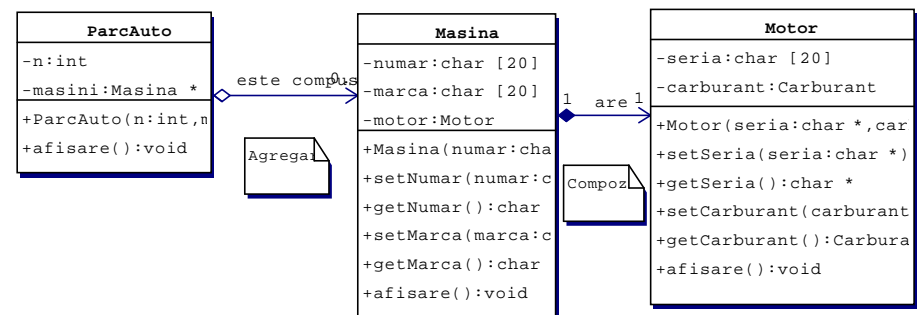 ParcAuto
-n:int
-masini:Masina *
+ParcAuto(n:int,m
+afisare():void
este compus
0..
Agregar
Masina
-numar:char [20]
-marca:char [20]
-motor:Motor
+Masina(numar:cha
+setNumar(numar:c
+getNumar():char
+setMarca(marca:c
+getMarca():char
+afisare():void
1 are 1
Compoz
Motor
-seria:char [20]
-carburant:Carburant
+Motor(seria:char *,car
+setSeria(seria:char *)
+getSeria():char *
+setCarburant(carburant
+getCarburant():Carbura
+afisare():void